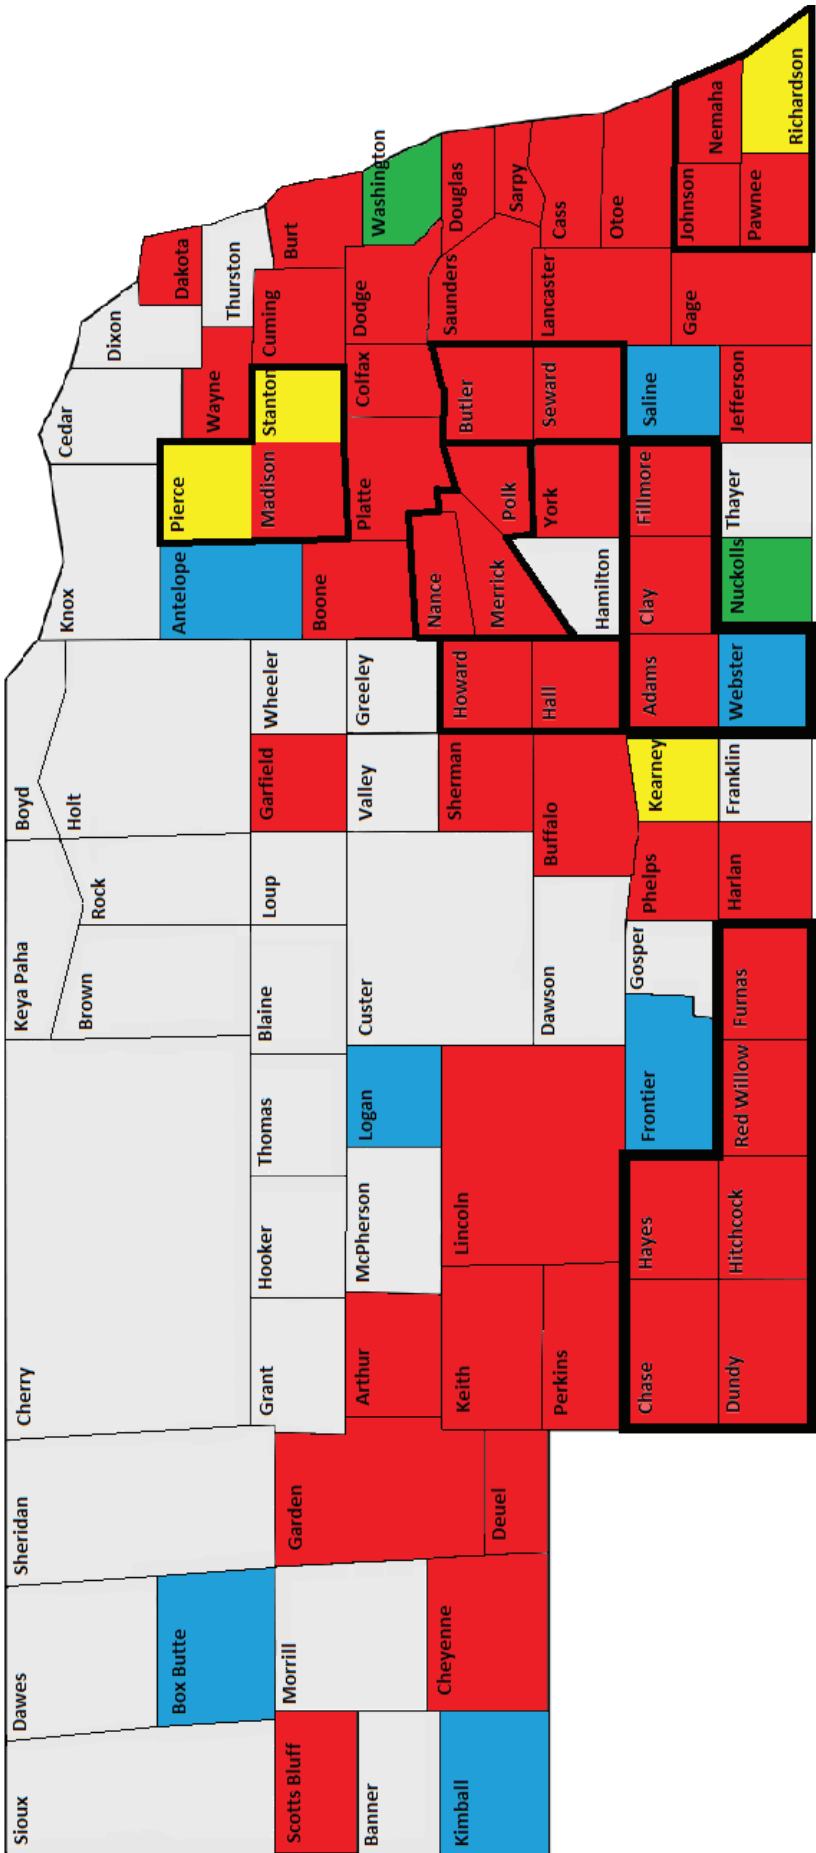 Sioux
Dawes
Box Butte
Sheridan
Scotts Bluff
Banner
Kimball
Morrill
Cheyenne
Garden
Deuel
Cherry
Grant
Hooker
Thomas
Arthur
McPherson
Logan
Keith
Perkins
Lincoln
Chase
Dundy
Hayes
Hitchcock
Frontier
Red Willow
Furnas
Gosper
Keya Paha
Brown
Rock
Blaine
Loup
Custer
Dawson
Boyd
Holt
Garfield
Wheeler
Valley
Greeley
Sherman
Howard
Buffalo
Hall
Phelps
Harlan
Kearney
Franklin
Adams
Webster
Knox
Antelope
Boone
Nance
Merrick
Hamilton
Clay
Nuckolls
Cedar
Pierce
Madison
Platte
Polk
York
Fillmore
Thayer
Dixon
Wayne
Stanton
Colfax
Butler
Seward
Saline
Jefferson
Dakota
Thurston
Cuming
Burt
Dodge
Washington
Douglas
Saunders
Sarpy
Cass
Lancaster
Otoe
Gage
Johnson
Nemaha
Pawnee
Richardson